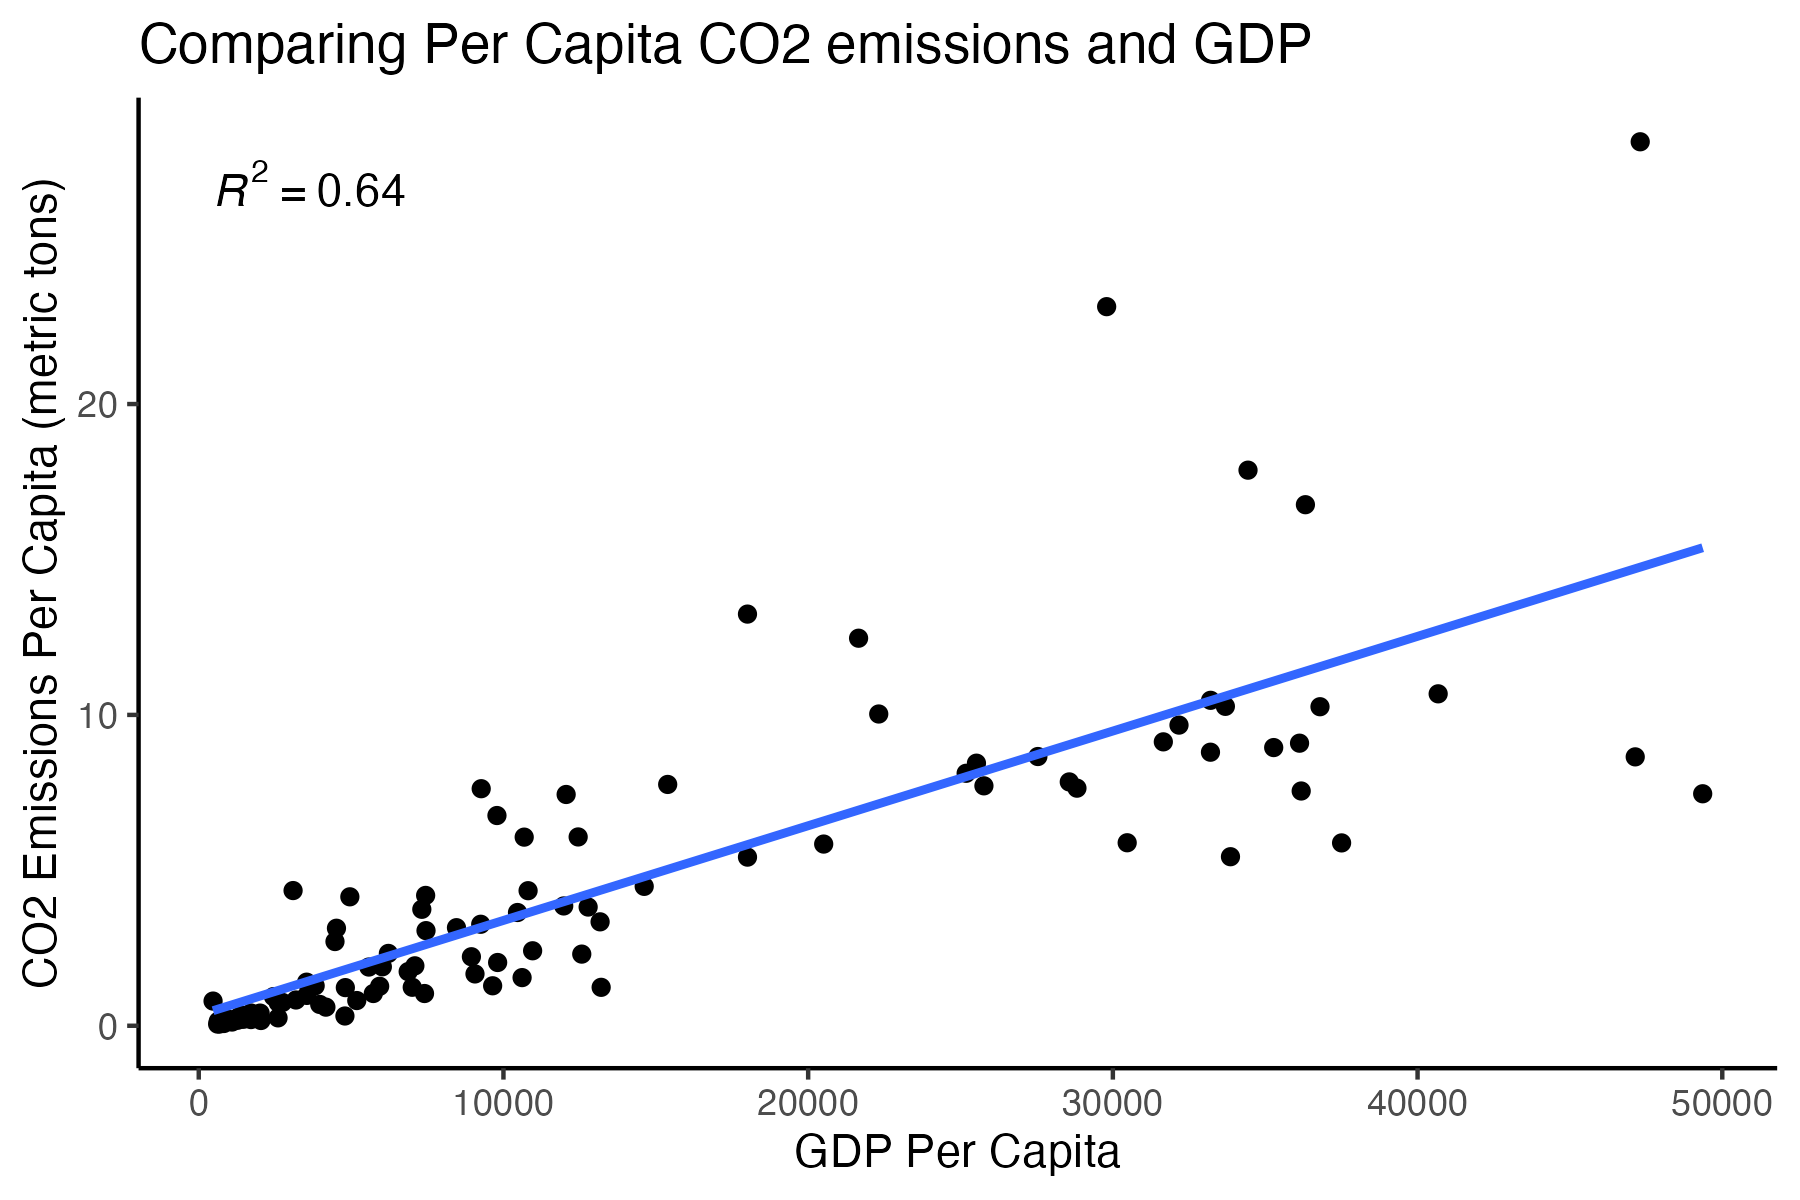 Comparing Per Capita CO2 emissions and GDP
R² = 0.64
CO2 Emissions Per Capita (metric tons)
20
10
0
0 10000 20000 30000 40000 50000
GDP Per Capita